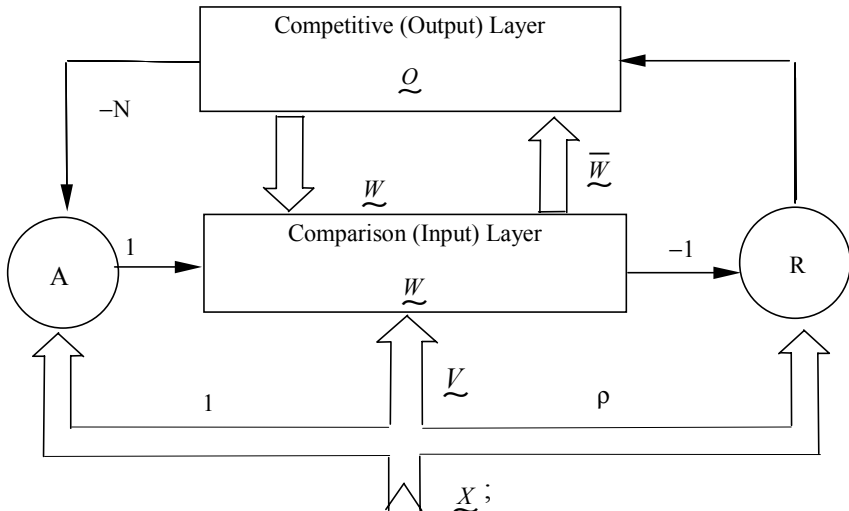 Competitive (Output) Layer
O
–N
W
W̅
Comparison (Input) Layer
1
–1
A
R
W
V
1
ρ
X ;